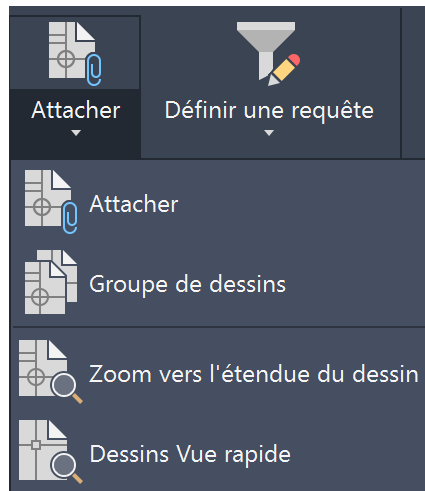 Attacher
Définir une requête
Attacher
Groupe de dessins
Zoom vers l'étendue du dessin
Dessins Vue rapide